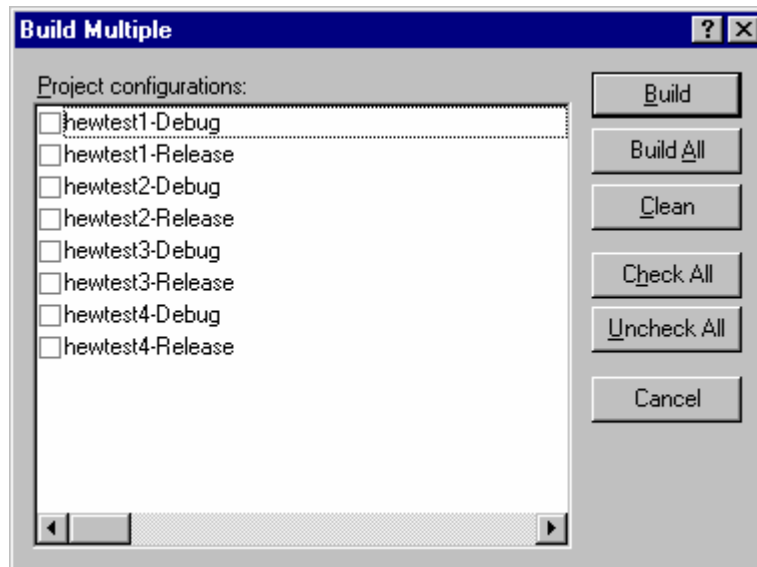 Build Multiple
Project configurations:
hewtest1-Debug
hewtest1-Release
hewtest2-Debug
hewtest2-Release
hewtest3-Debug
hewtest3-Release
hewtest4-Debug
hewtest4-Release
Build
Build All
Clean
Check All
Uncheck All
Cancel